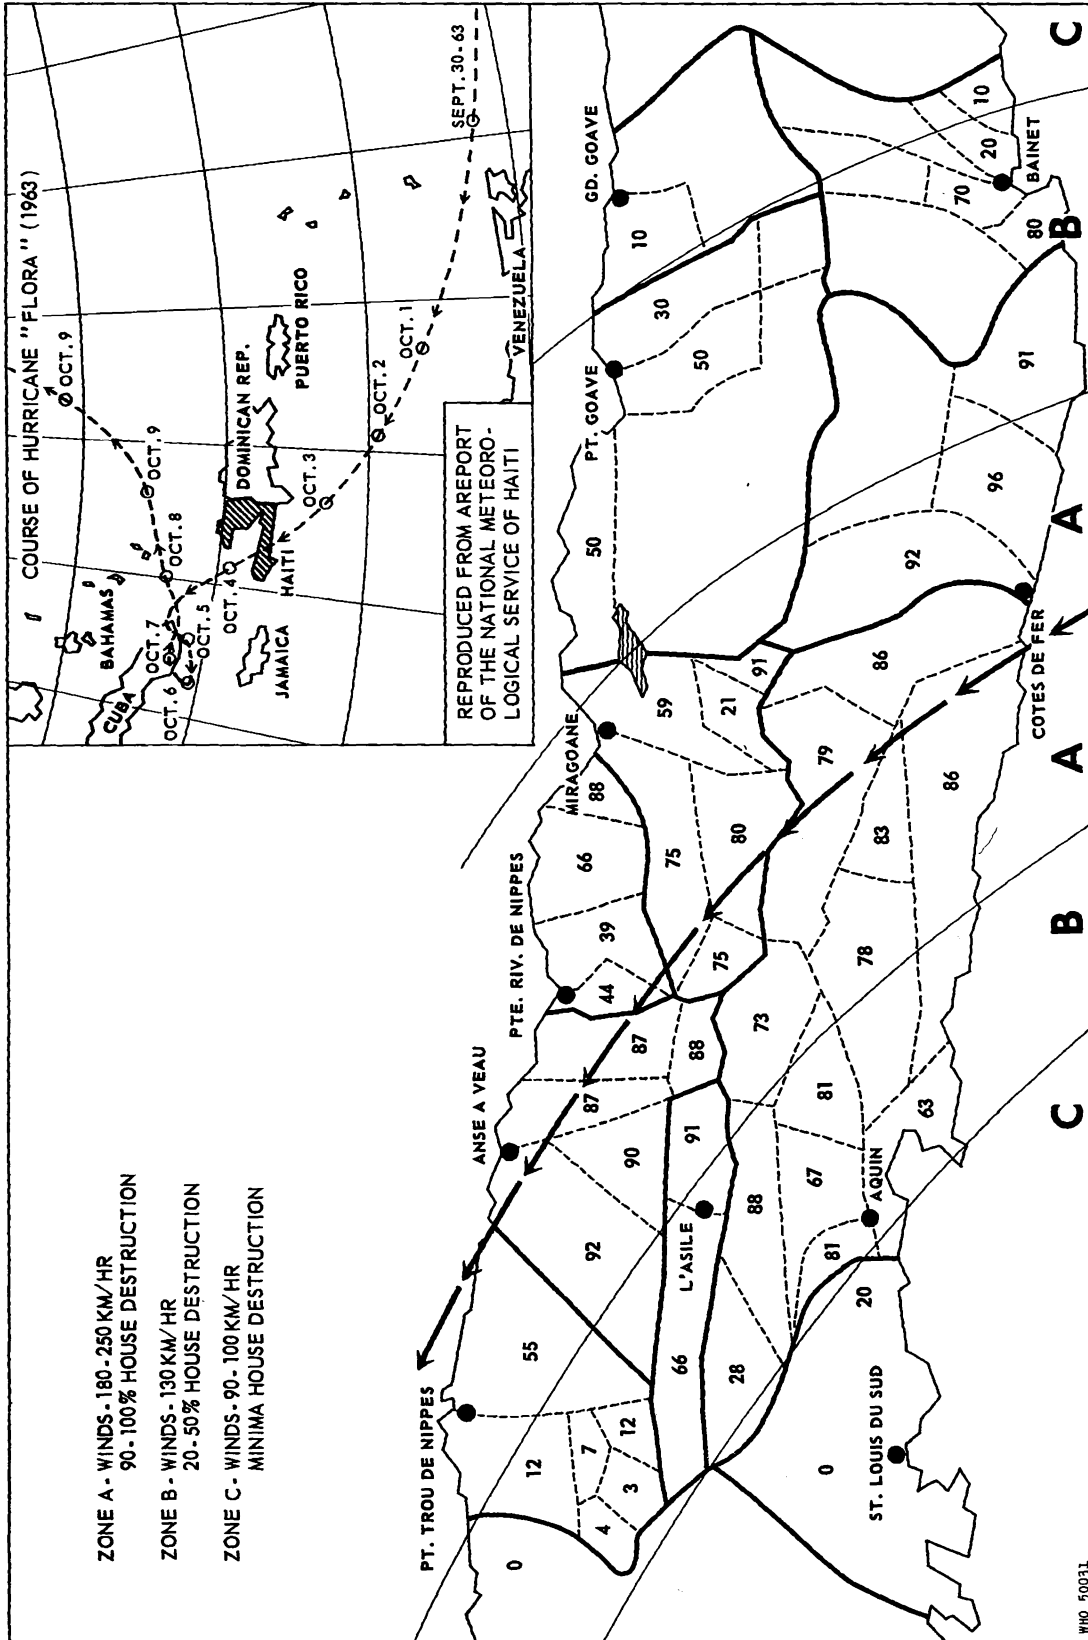 COURSE OF HURRICANE "FLORA" (1963)
SEPT. 30-63
OCT. 1
OCT. 2
OCT. 3
OCT. 4
OCT. 5
OCT. 6
OCT. 7
OCT. 8
OCT. 9
OCT. 9
BAHAMAS
CUBA
JAMAICA
HAITI
DOMINICAN REP.
PUERTO RICO
VENEZUELA
REPRODUCED FROM AREPORT
OF THE NATIONAL METEORO-
LOGICAL SERVICE OF HAITI
ZONE A - WINDS - 180 - 250 KM/HR
90 - 100% HOUSE DESTRUCTION
ZONE B - WINDS - 130 KM/HR
20 - 50% HOUSE DESTRUCTION
ZONE C - WINDS - 90 - 100 KM/HR
MINIMA HOUSE DESTRUCTION
PT. TROU DE NIPPES
ANSE A VEAU
PTE. RIV. DE NIPPES
MIRAGOANE
PT. GOAVE
GD. GOAVE
0
12
55
7
4
3
12
92
90
87
87
44
39
66
88
59
50
50
30
10
L'ASILE
66
91
88
75
75
80
21
91
28
88
73
79
86
92
96
91
70
20
10
80
BAINET
20
81
67
81
63
78
83
86
AQUIN
0
ST. LOUIS DU SUD
COTES DE FER
C
B
A
A
B
C
WHO 50031